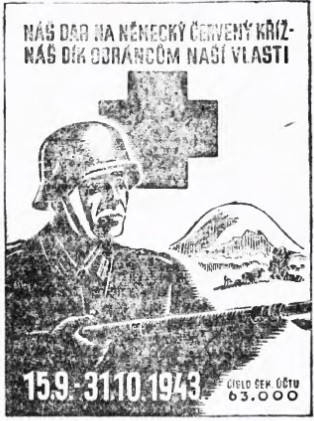 NÁŠ DAR NA NĚMECKÝ ČERVENÝ KŘÍŽ-
NÁŠ DÍK OBRÁNCŮM NAŠÍ VLASTI
15.9.-31.10.1943
ČÍSLO ŠEK. ÚČTU
63.000